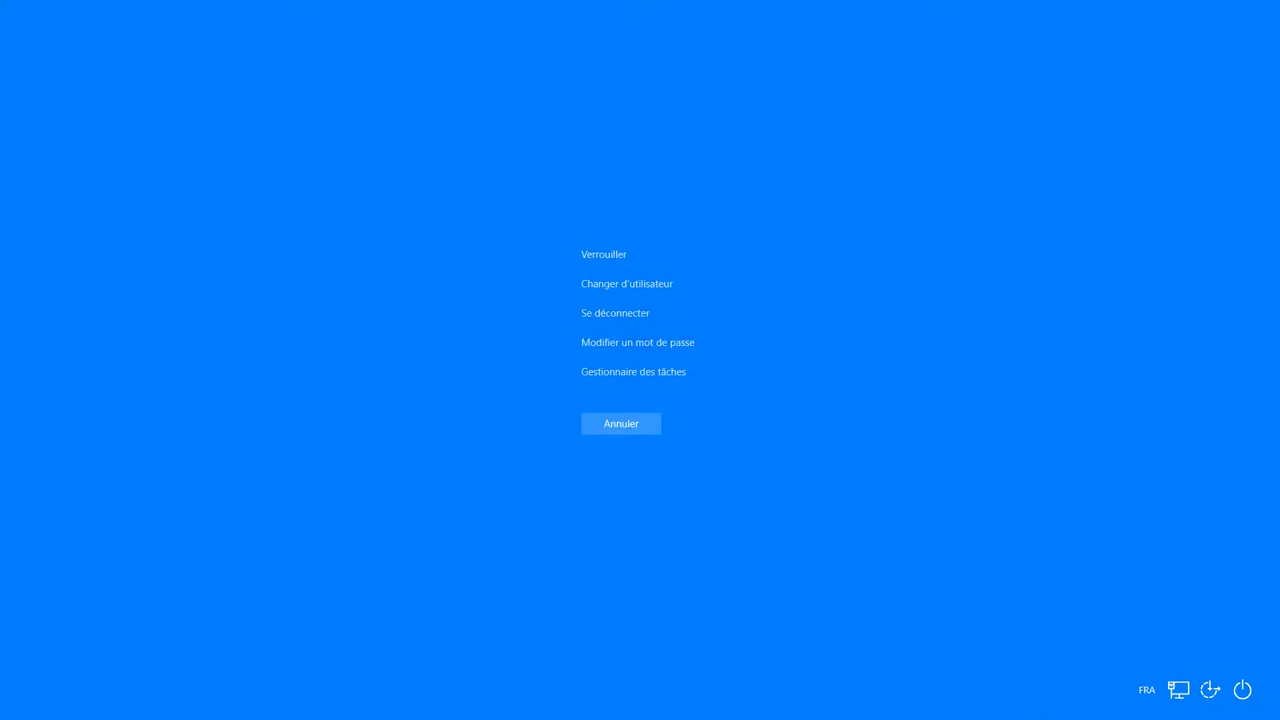 Verrouiller
Changer d'utilisateur
Se déconnecter
Modifier un mot de passe
Gestionnaire des tâches
Annuler
FRA